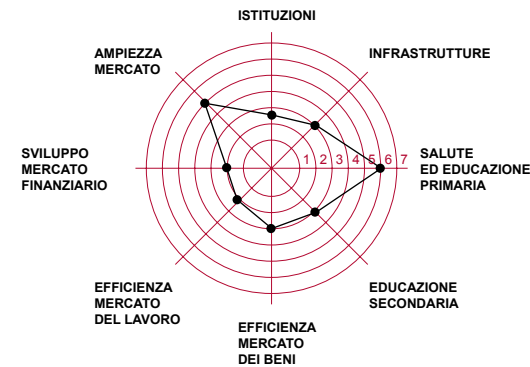 ISTITUZIONI
AMPIEZZA
MERCATO
INFRASTRUTTURE
SVILUPPO
MERCATO
FINANZIARIO
1 2 3 4 5 6 7
SALUTE
ED EDUCAZIONE
PRIMARIA
EFFICIENZA
MERCATO
DEL LAVORO
EDUCAZIONE
SECONDARIA
EFFICIENZA
MERCATO
DEI BENI